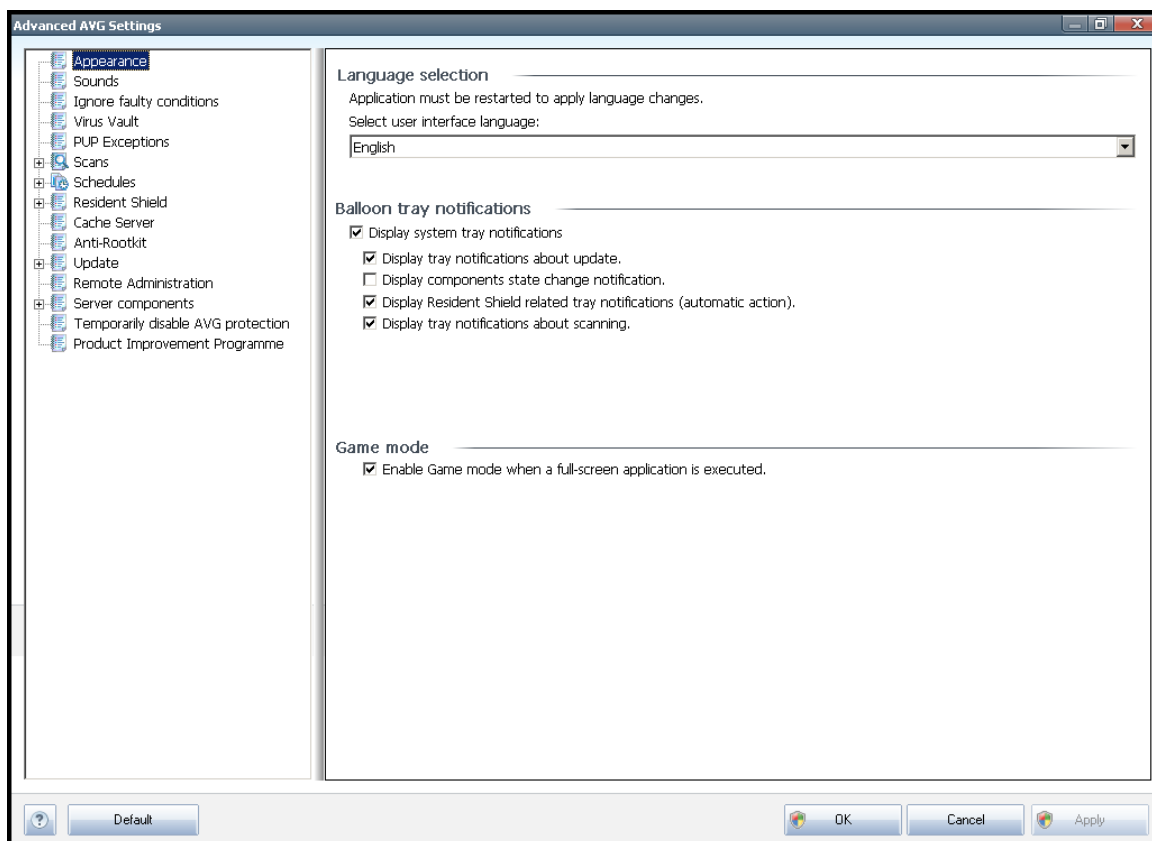 Advanced AVG Settings
Appearance
Sounds
Ignore faulty conditions
Virus Vault
PUP Exceptions
Scans
Schedules
Resident Shield
Cache Server
Anti-Rootkit
Update
Remote Administration
Server components
Temporarily disable AVG protection
Product Improvement Programme
Language selection
Application must be restarted to apply language changes.
Select user interface language:
English
Balloon tray notifications
Display system tray notifications
Display tray notifications about update.
Display components state change notification.
Display Resident Shield related tray notifications (automatic action).
Display tray notifications about scanning.
Game mode
Enable Game mode when a full-screen application is executed.
? Default OK Cancel Apply